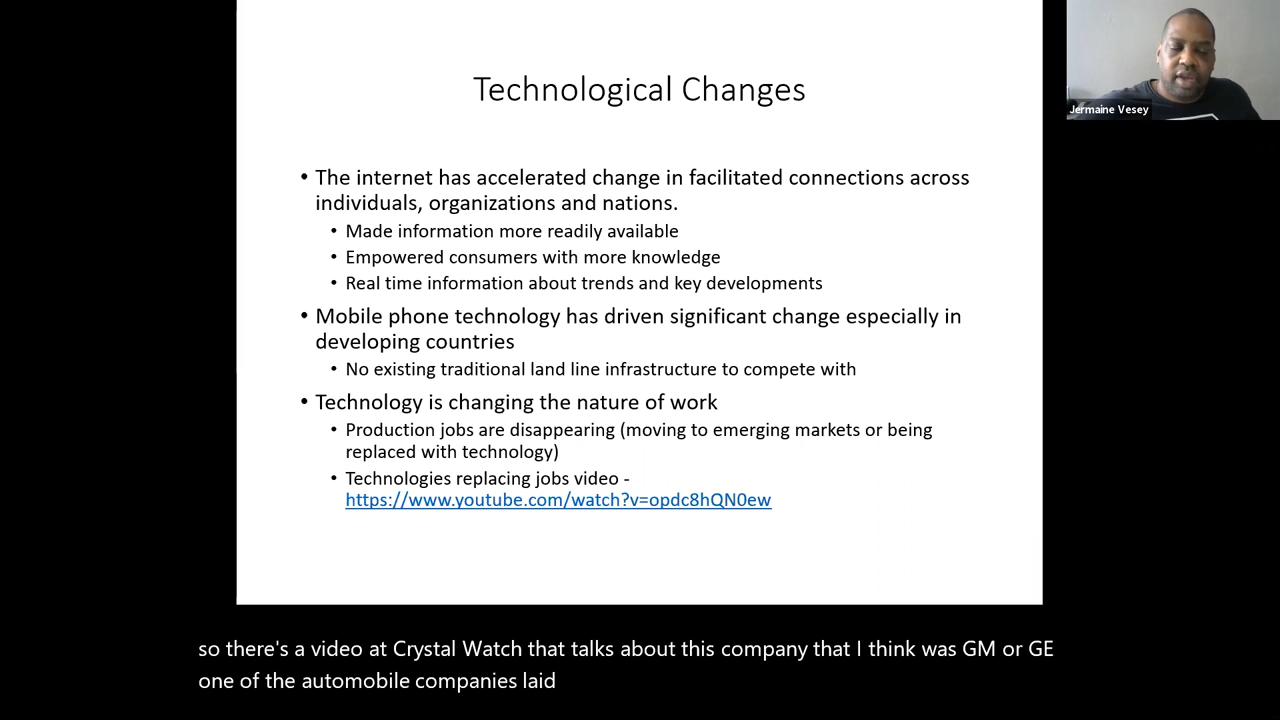 Technological Changes
• The internet has accelerated change in facilitated connections across
individuals, organizations and nations.
• Made information more readily available
• Empowered consumers with more knowledge
• Real time information about trends and key developments
• Mobile phone technology has driven significant change especially in
developing countries
• No existing traditional land line infrastructure to compete with
• Technology is changing the nature of work
• Production jobs are disappearing (moving to emerging markets or being
replaced with technology)
• Technologies replacing jobs video -
https://www.youtube.com/watch?v=opdc8hQN0ew
Jermaine Vesey
so there's a video at Crystal Watch that talks about this company that I think was GM or GE
one of the automobile companies laid